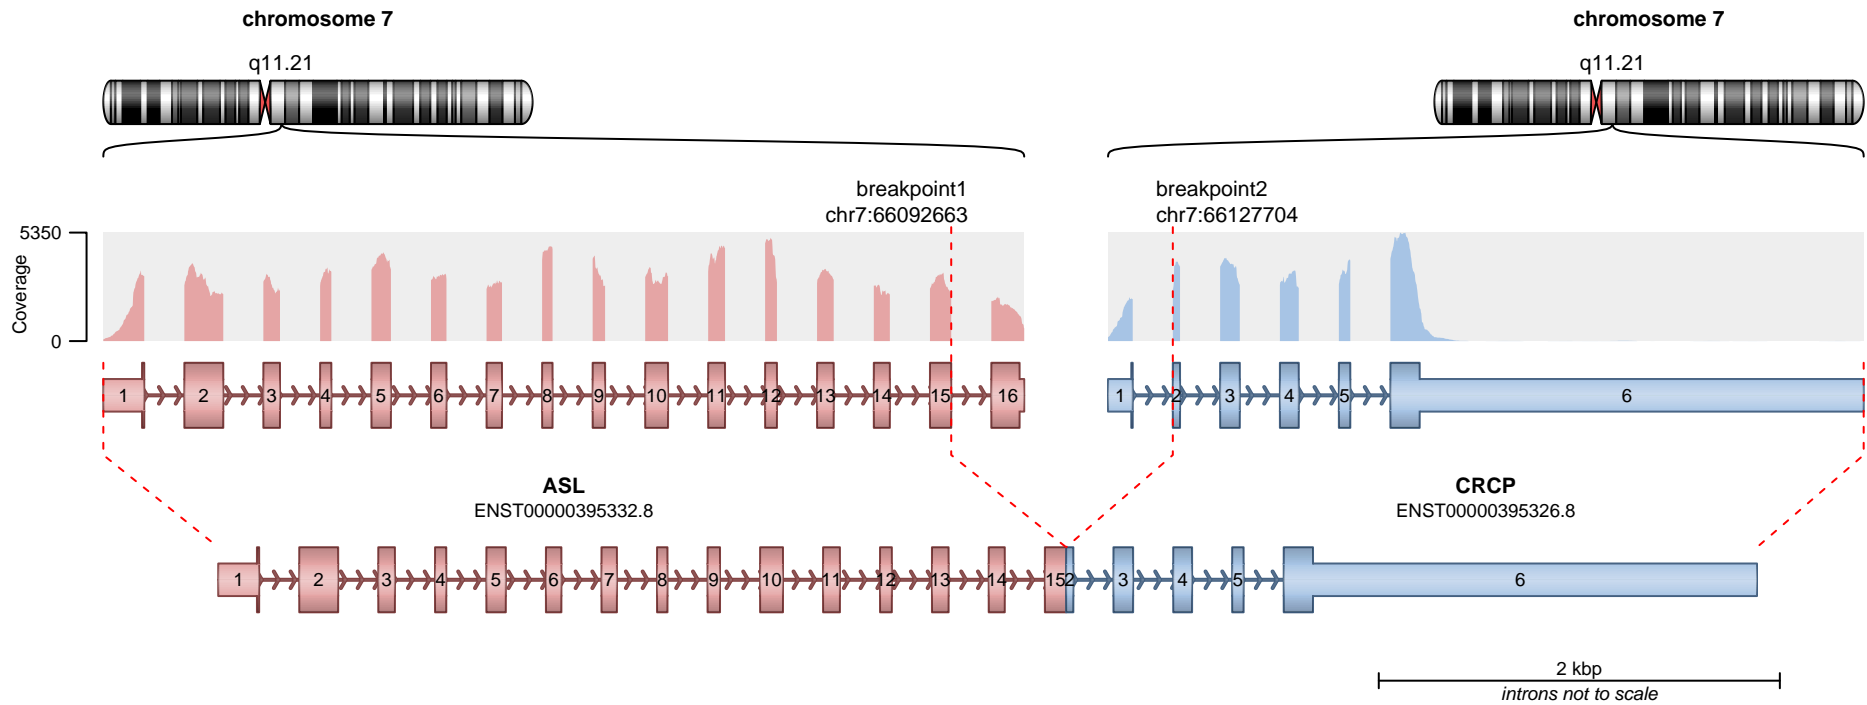 chromosome 7 chromosome 7
q11.21 q11.21
breakpoint1 breakpoint2
chr7:66092663 chr7:66127704
5350
Coverage
0
1 2 3 4 5 6 7 8 9 10 11 12 13 14 15 16 1 2 3 4 5 6
ASL CRCP
ENST00000395332.8 ENST00000395326.8
1 2 3 4 5 6 7 8 9 10 11 12 13 14 15 2 3 4 5 6
2 kbp
introns not to scale